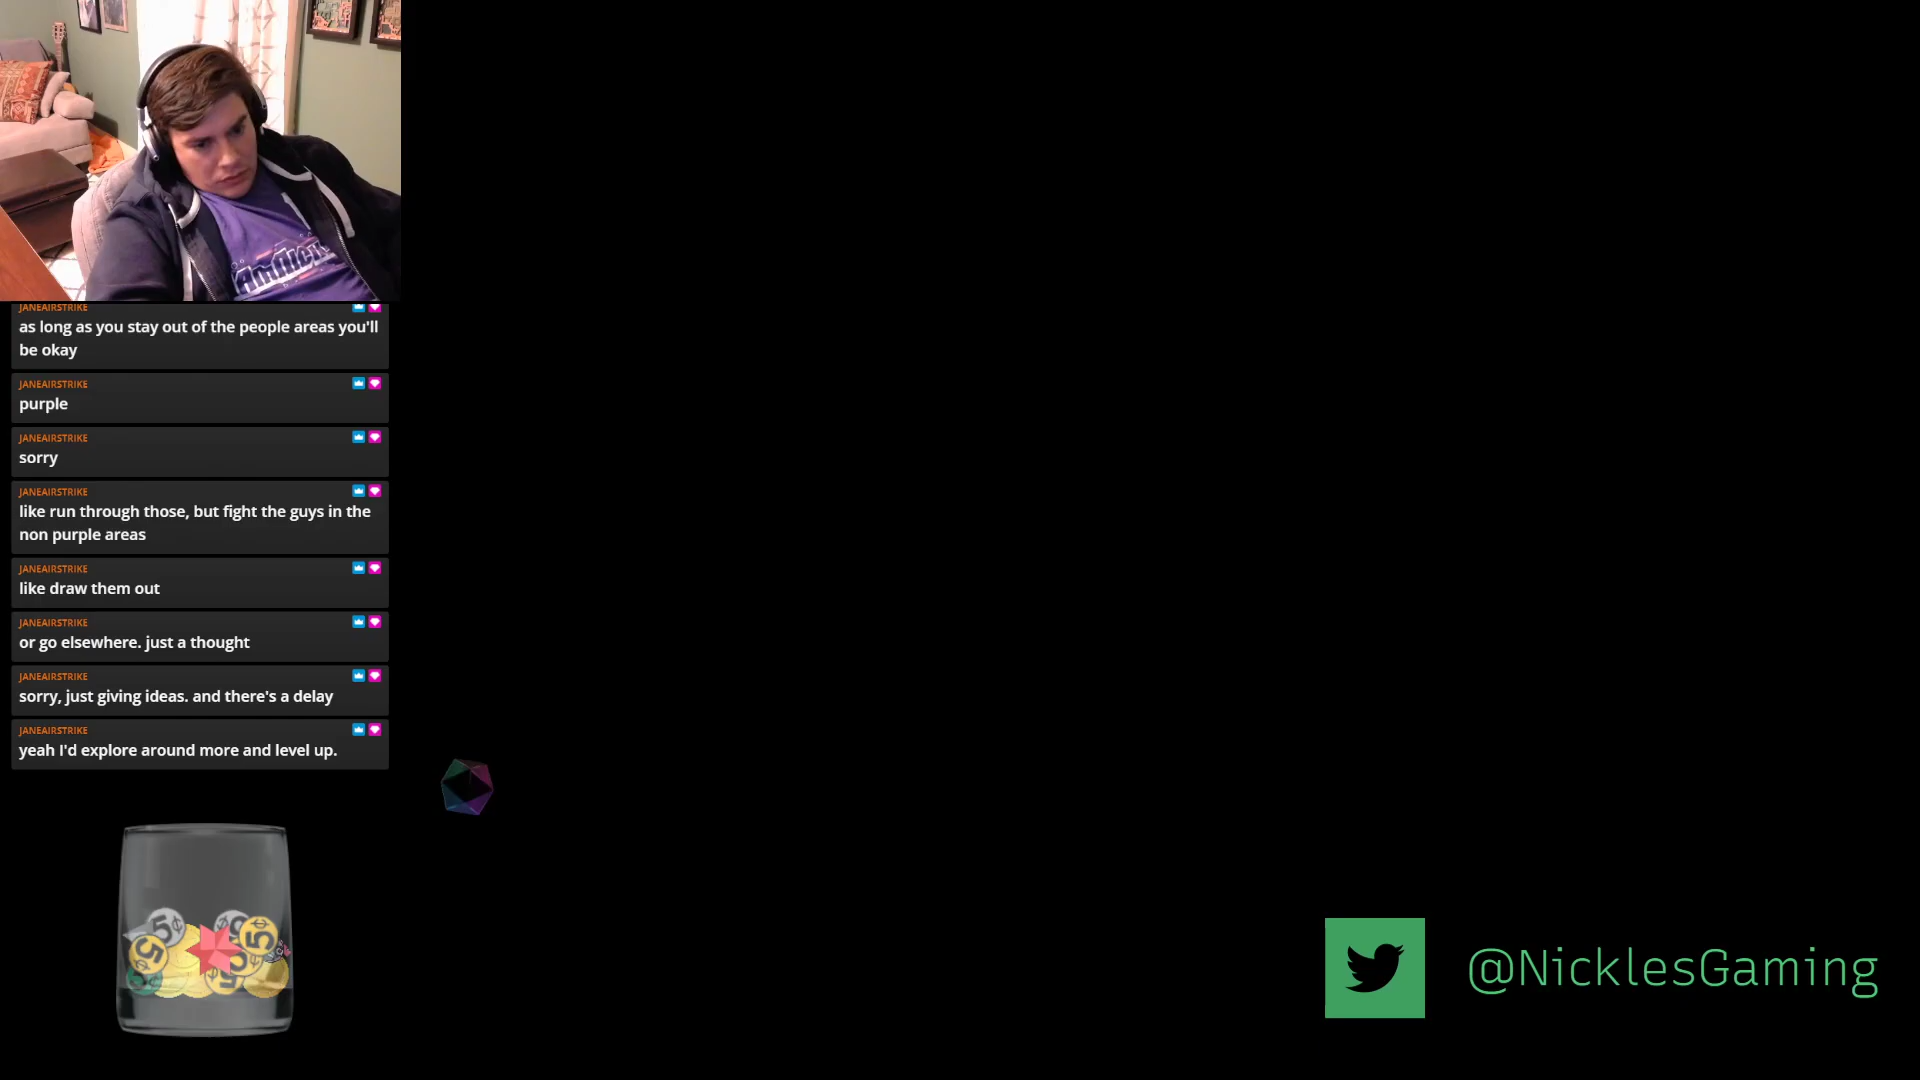 JANEAIRSTRIKE
as long as you stay out of the people areas you'll
be okay
JANEAIRSTRIKE
purple
JANEAIRSTRIKE
sorry
JANEAIRSTRIKE
like run through those, but fight the guys in the
non purple areas
JANEAIRSTRIKE
like draw them out
JANEAIRSTRIKE
or go elsewhere. just a thought
JANEAIRSTRIKE
sorry, just giving ideas. and there's a delay
JANEAIRSTRIKE
yeah I'd explore around more and level up.
5¢
5¢
5
@NicklesGaming